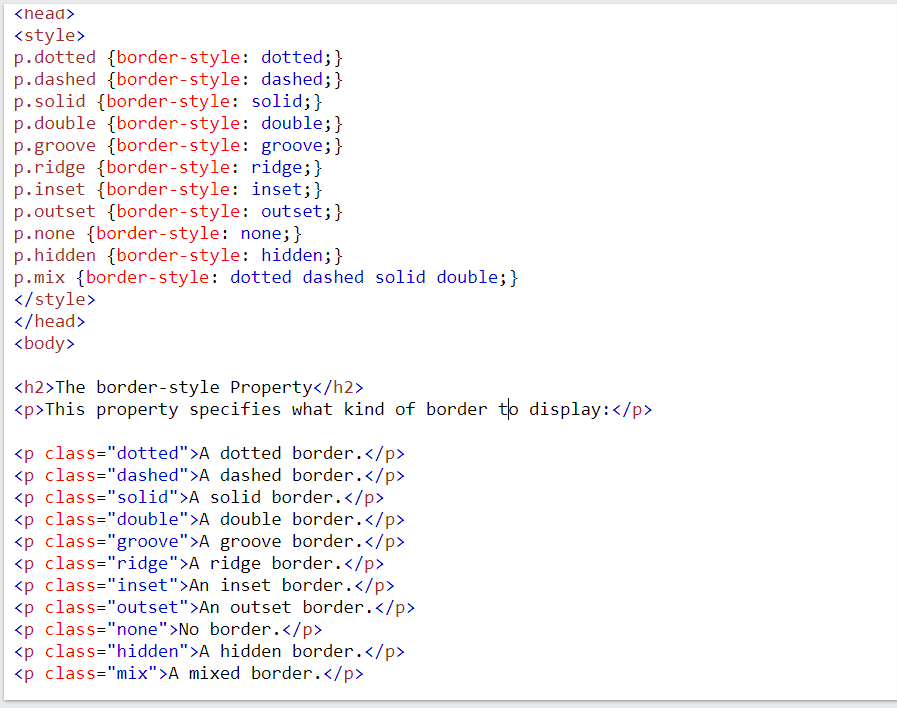 <head>
<style>
p.dotted {border-style: dotted;}
p.dashed {border-style: dashed;}
p.solid {border-style: solid;}
p.double {border-style: double;}
p.groove {border-style: groove;}
p.ridge {border-style: ridge;}
p.inset {border-style: inset;}
p.outset {border-style: outset;}
p.none {border-style: none;}
p.hidden {border-style: hidden;}
p.mix {border-style: dotted dashed solid double;}
</style>
</head>
<body>
<h2>The border-style Property</h2>
<p>This property specifies what kind of border to display:</p>
<p class="dotted">A dotted border.</p>
<p class="dashed">A dashed border.</p>
<p class="solid">A solid border.</p>
<p class="double">A double border.</p>
<p class="groove">A groove border.</p>
<p class="ridge">A ridge border.</p>
<p class="inset">An inset border.</p>
<p class="outset">An outset border.</p>
<p class="none">No border.</p>
<p class="hidden">A hidden border.</p>
<p class="mix">A mixed border.</p>